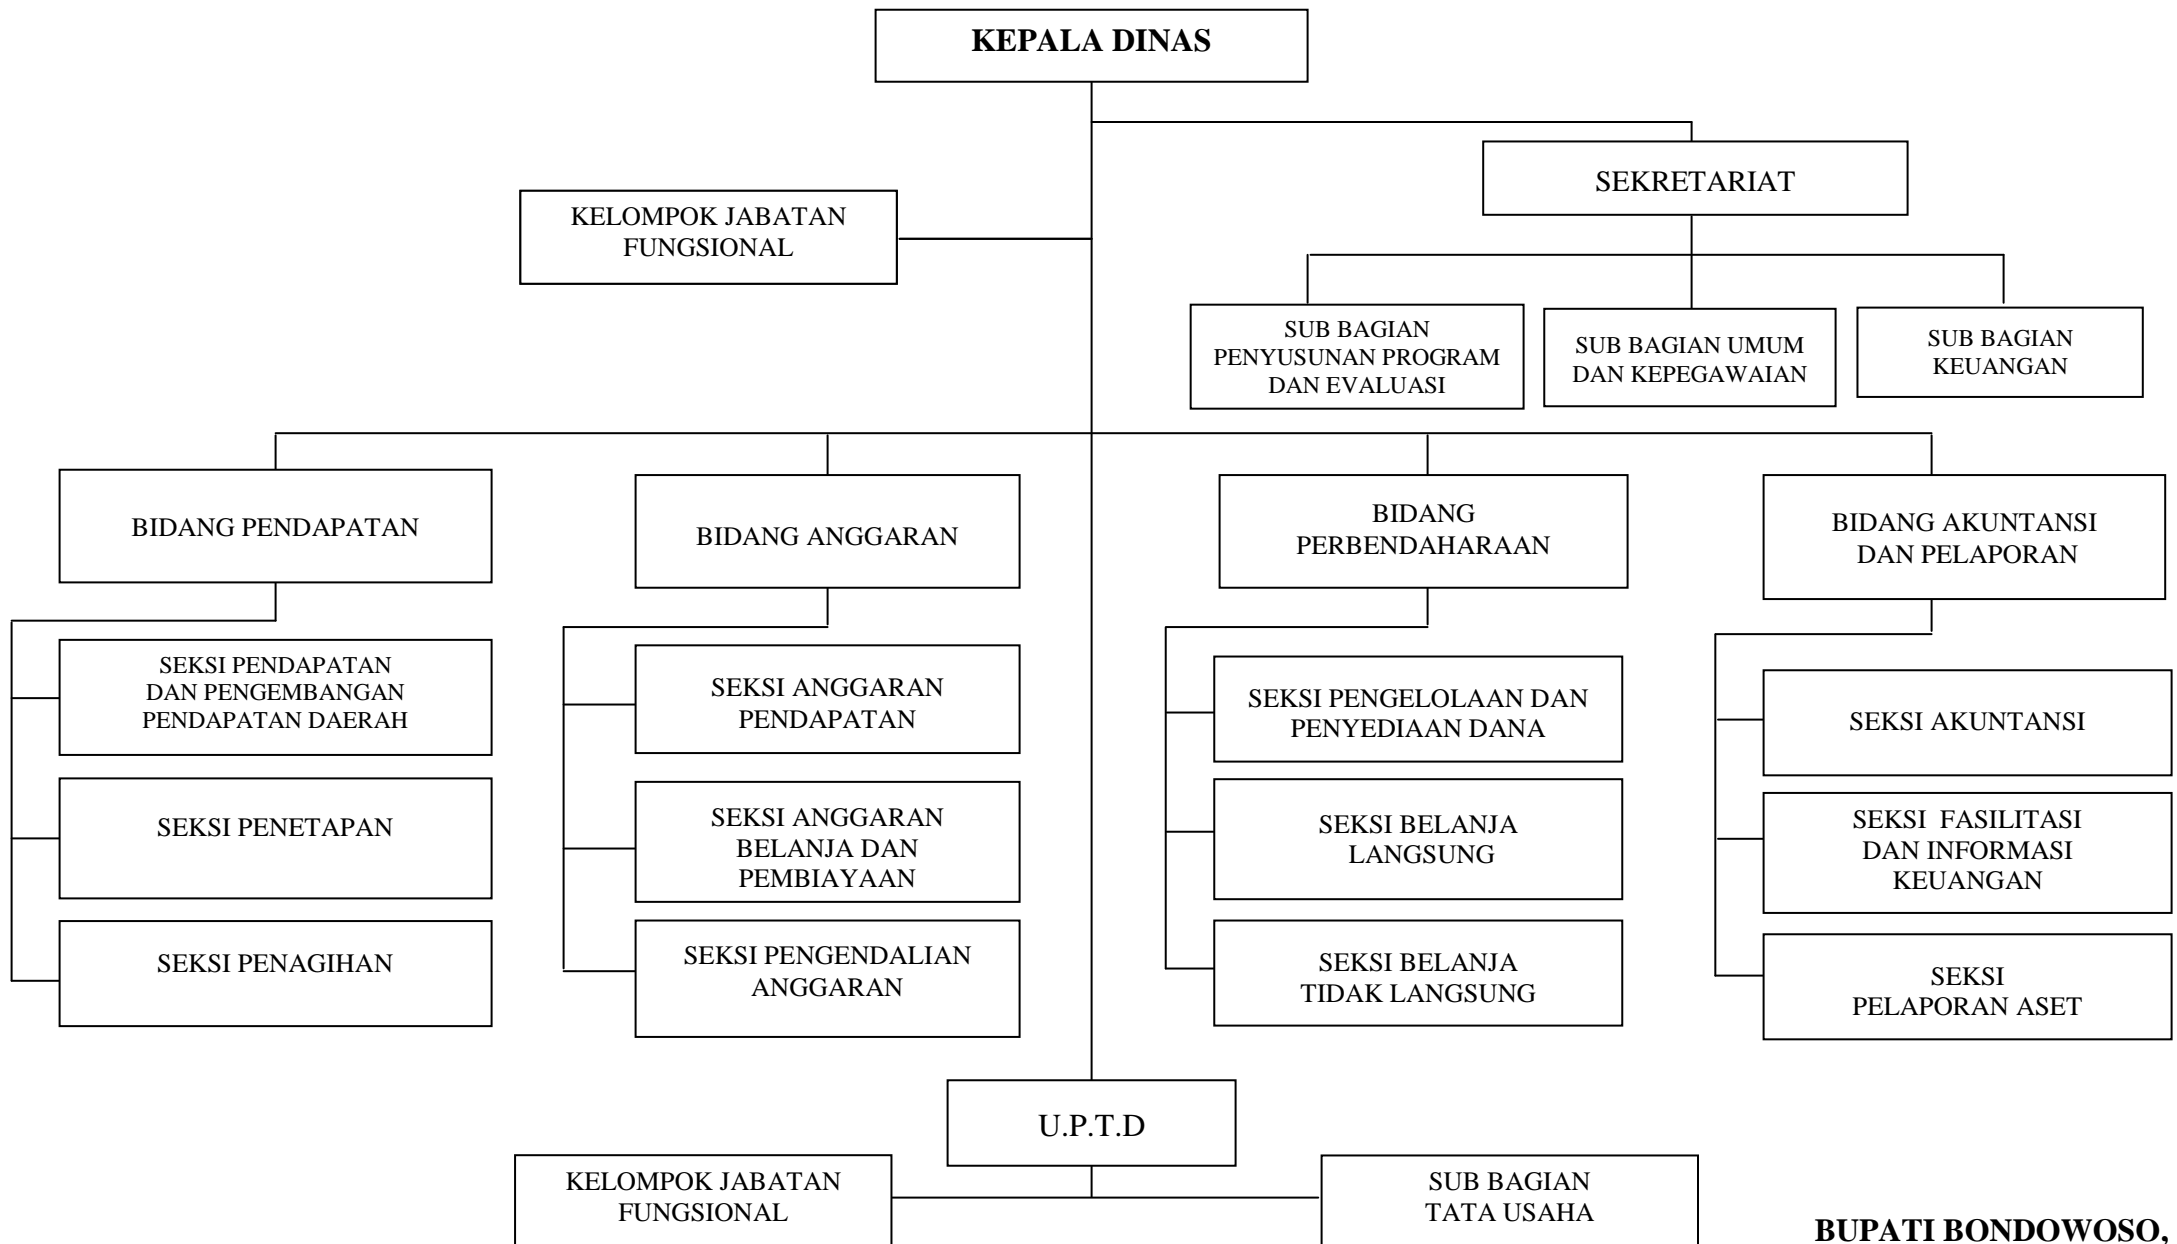 KEPALA DINAS
SEKRETARIAT
KELOMPOK JABATAN
FUNGSIONAL
SUB BAGIAN
PENYUSUNAN PROGRAM
DAN EVALUASI
SUB BAGIAN UMUM
DAN KEPEGAWAIAN
SUB BAGIAN
KEUANGAN
BIDANG PENDAPATAN
BIDANG ANGGARAN
BIDANG
PERBENDAHARAAN
BIDANG AKUNTANSI
DAN PELAPORAN
SEKSI PENDAPATAN
DAN PENGEMBANGAN
PENDAPATAN DAERAH
SEKSI ANGGARAN
PENDAPATAN
SEKSI PENGELOLAAN DAN
PENYEDIAAN DANA
SEKSI AKUNTANSI
SEKSI PENETAPAN
SEKSI ANGGARAN
BELANJA DAN
PEMBIAYAAN
SEKSI BELANJA
LANGSUNG
SEKSI  FASILITASI
DAN INFORMASI
KEUANGAN
SEKSI PENAGIHAN
SEKSI PENGENDALIAN
ANGGARAN
SEKSI BELANJA
TIDAK LANGSUNG
SEKSI
PELAPORAN ASET
U.P.T.D
KELOMPOK JABATAN
FUNGSIONAL
SUB BAGIAN
TATA USAHA
BUPATI BONDOWOSO,